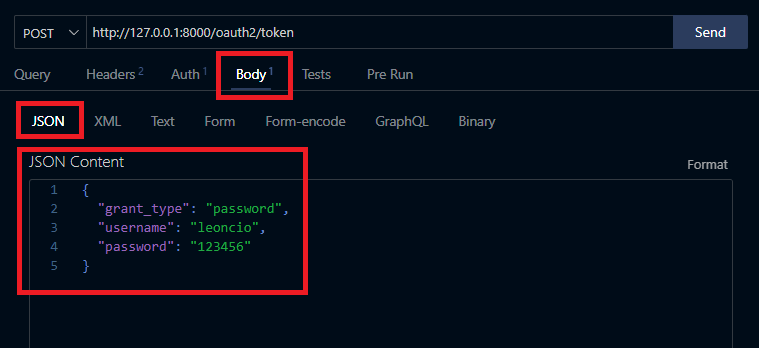 POST http://127.0.0.1:8000/oauth2/token Send
Query Headers 2 Auth 1 Body 1 Tests Pre Run
JSON XML Text Form Form-encode GraphQL Binary
JSON Content Format
1 {
2 "grant_type": "password",
3 "username": "leoncio",
4 "password": "123456"
5 }